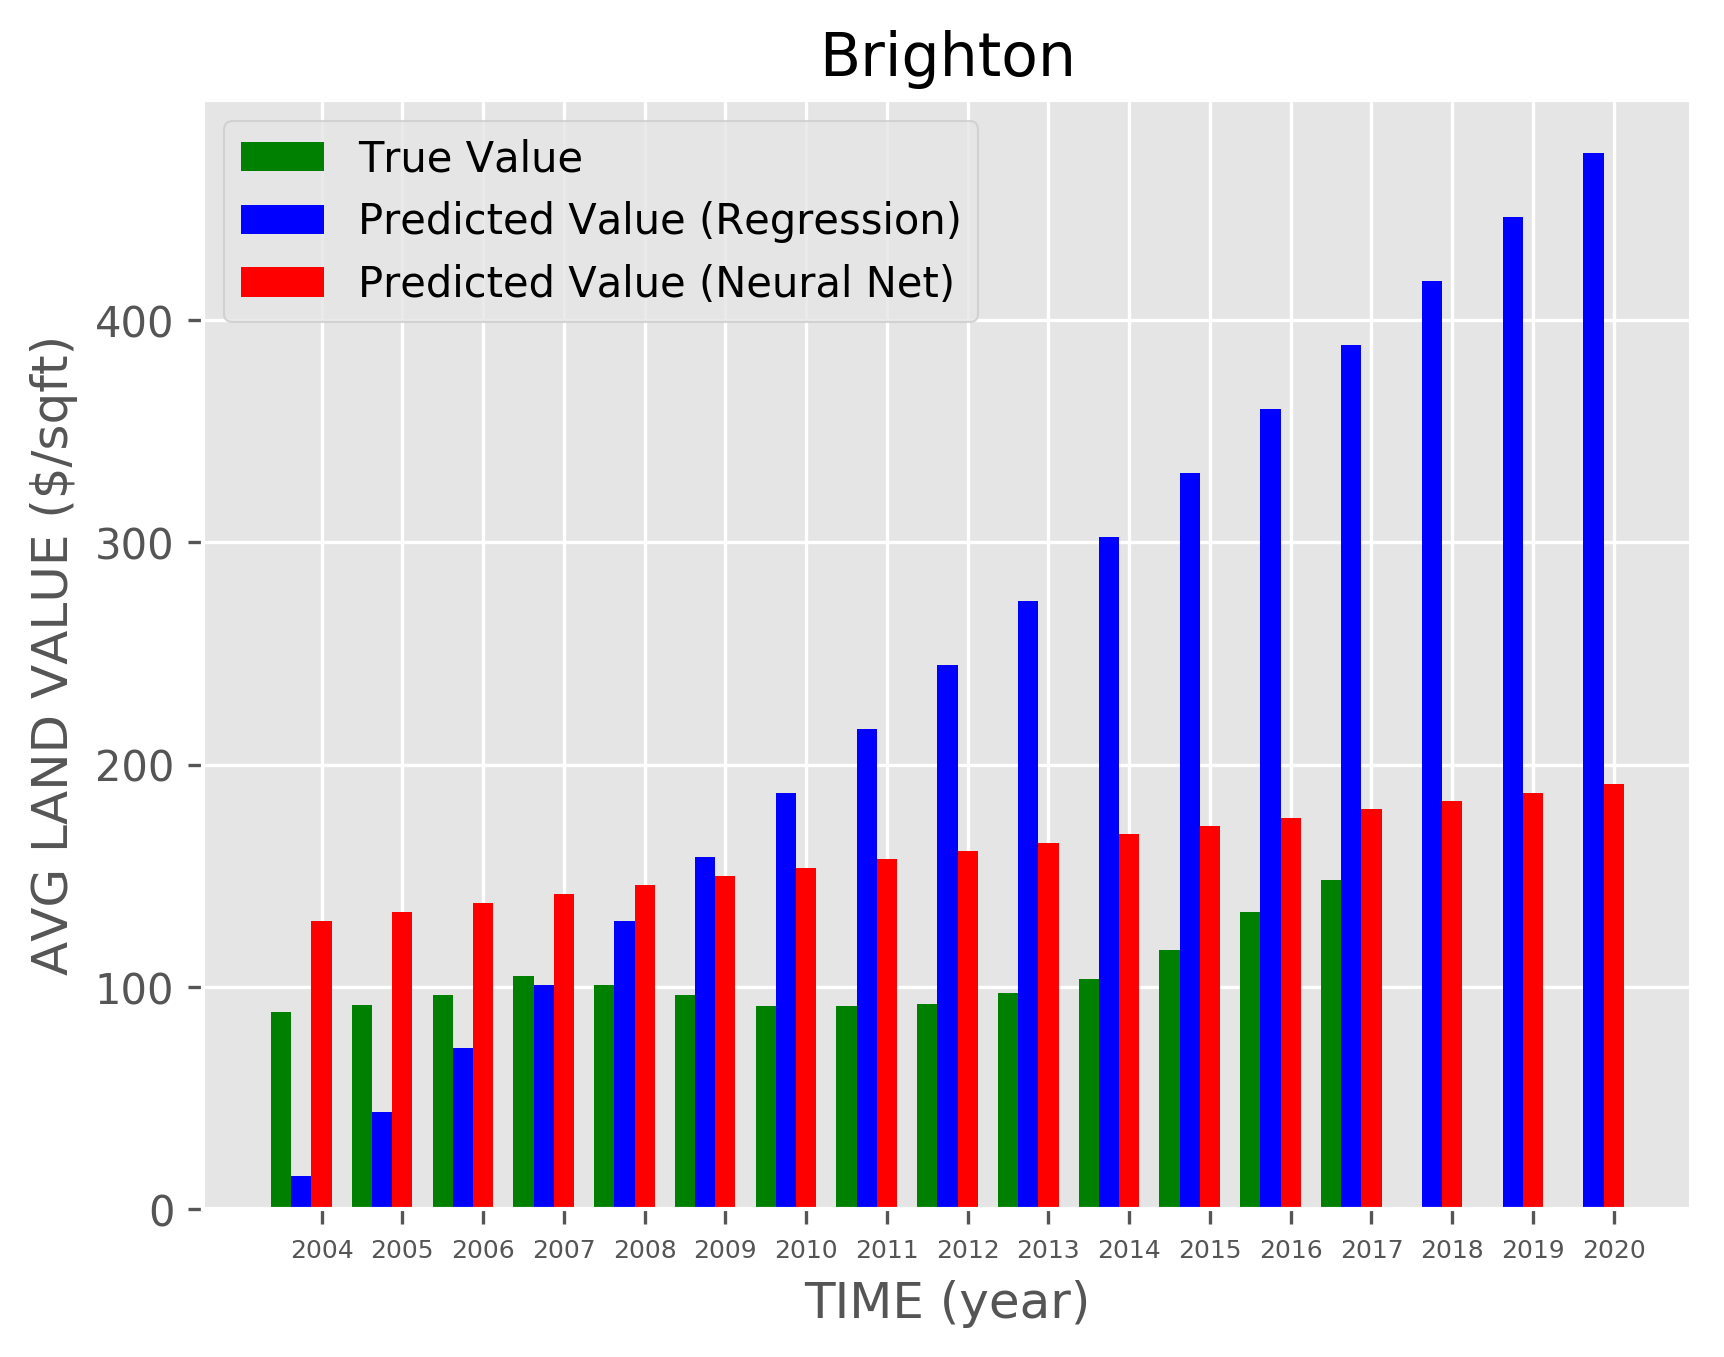 Brighton
True Value
Predicted Value (Regression)
Predicted Value (Neural Net)
AVG LAND VALUE ($/sqft)
400
300
200
100
0
2004 2005 2006 2007 2008 2009 2010 2011 2012 2013 2014 2015 2016 2017 2018 2019 2020
TIME (year)